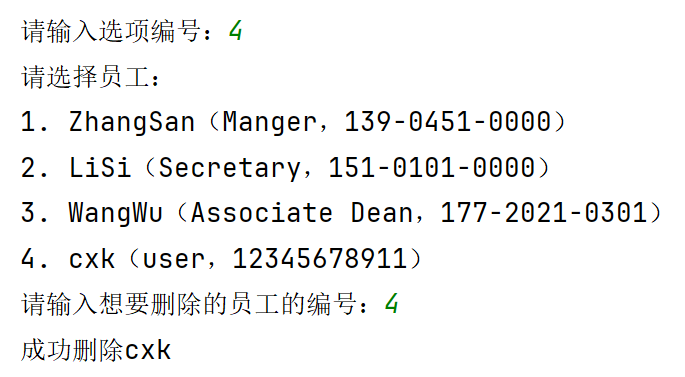 请输入选项编号：4
请选择员工：
1. ZhangSan（Manger，139-0451-0000）
2. LiSi（Secretary，151-0101-0000）
3. WangWu（Associate Dean，177-2021-0301）
4. cxk（user，12345678911）
请输入想要删除的员工的编号：4
成功删除cxk